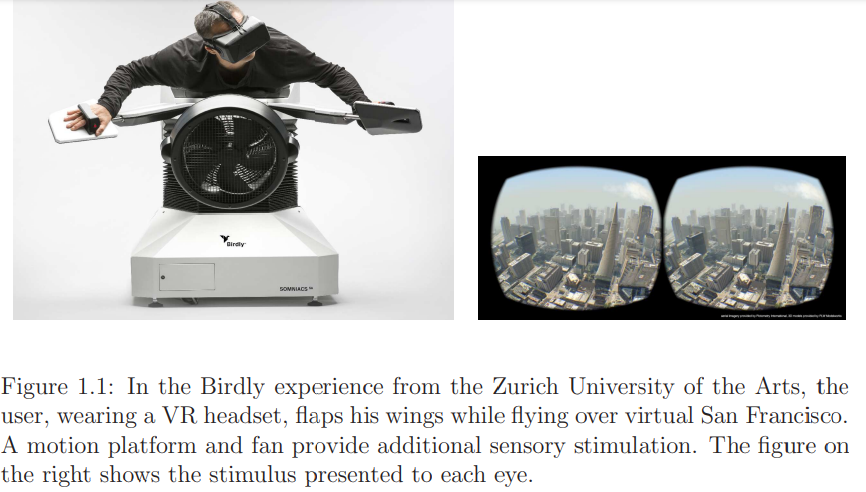 Birdly™
SOMNIACS
Figure 1.1: In the Birdly experience from the Zurich University of the Arts, the
user, wearing a VR headset, flaps his wings while flying over virtual San Francisco.
A motion platform and fan provide additional sensory stimulation. The figure on
the right shows the stimulus presented to each eye.